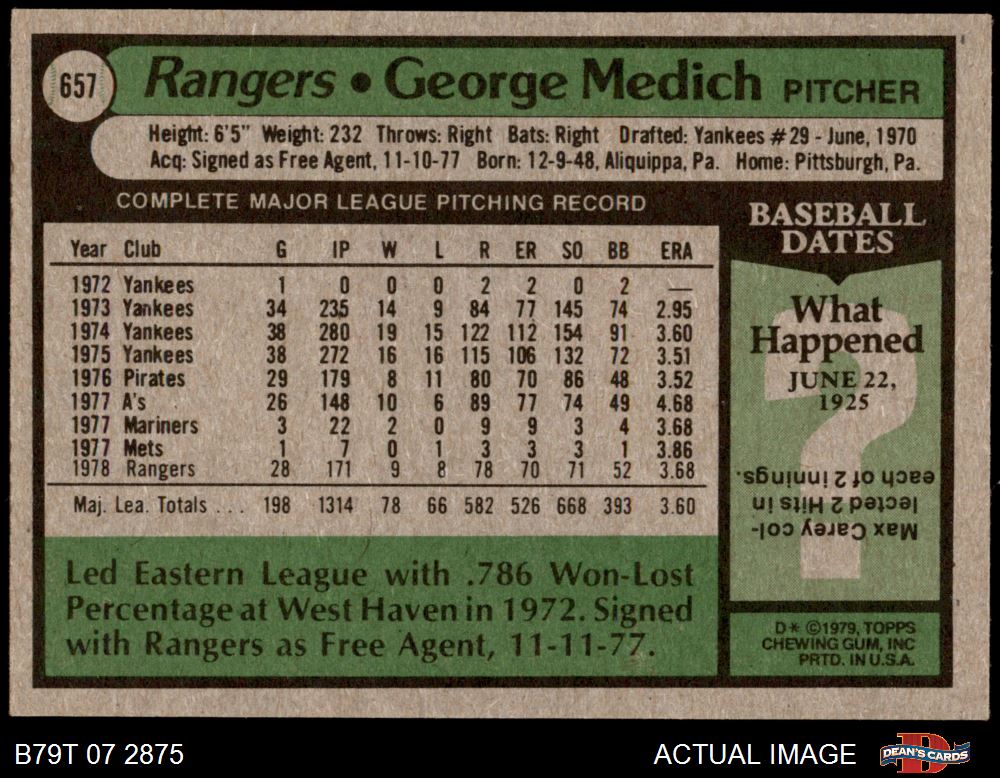 657 Rangers • George Medich PITCHER
Height: 6'5" Weight: 232 Throws: Right Bats: Right Drafted: Yankees #29 - June, 1970
Acq: Signed as Free Agent, 11-10-77 Born: 12-9-48, Aliquippa, Pa. Home: Pittsburgh, Pa.
COMPLETE MAJOR LEAGUE PITCHING RECORD
Year Club G IP W L R ER SO BB ERA
1972 Yankees 1 0 0 0 2 2 0 2 —
1973 Yankees 34 235 14 9 84 77 145 74 2.95
1974 Yankees 38 280 19 15 122 112 154 91 3.60
1975 Yankees 38 272 16 16 115 106 132 72 3.51
1976 Pirates 29 179 8 11 80 70 86 48 3.52
1977 A's 26 148 10 6 89 77 74 49 4.68
1977 Mariners 3 22 2 0 9 9 3 4 3.68
1977 Mets 1 7 0 1 3 3 3 1 3.86
1978 Rangers 28 171 9 8 78 70 71 52 3.68
Maj. Lea. Totals . . . 198 1314 78 66 582 526 668 393 3.60
Led Eastern League with .786 Won-Lost
Percentage at West Haven in 1972. Signed
with Rangers as Free Agent, 11-11-77.
BASEBALL
DATES
What
Happened
JUNE 22,
1925
?
Max Carey col-
lected 2 Hits in
each of 2 innings.
D* ©1979, TOPPS
CHEWING GUM, INC
PRTD. IN U.S.A.
B79T 07 2875 ACTUAL IMAGE DEAN'S CARDS